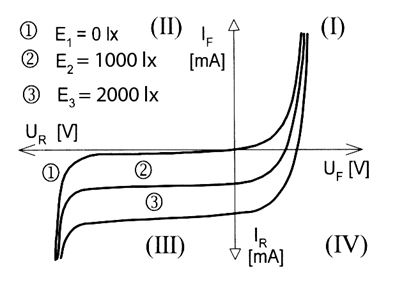 ① E₁ = 0 lx (II) I_F (I)
② E₂ = 1000 lx [mA]
③ E₃ = 2000 lx
U_R [V]
① ② U_F [V]
③
(III) I_R (IV)
[mA]